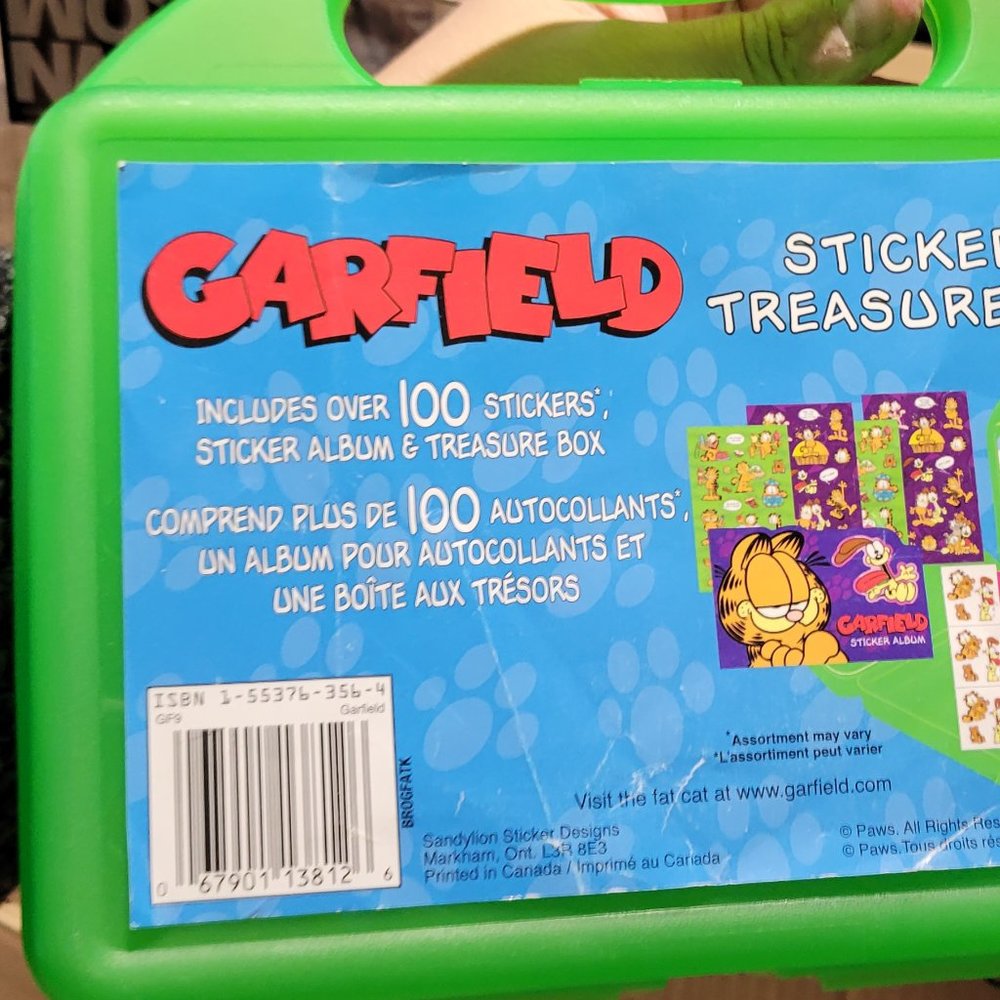 GARFIELD
STICKER
TREASURE
INCLUDES OVER 100 STICKERS*,
STICKER ALBUM & TREASURE BOX
COMPREND PLUS DE 100 AUTOCOLLANTS*,
UN ALBUM POUR AUTOCOLLANTS ET
UNE BOÎTE AUX TRÉSORS
GARFIELD
STICKER ALBUM
*Assortment may vary
*L'assortiment peut varier
Visit the fat cat at www.garfield.com
ISBN 1-55376-356-4
GF9 Garfield
0 67901 13812 6
BROGFATK
Sandylion Sticker Designs
Markham, Ont. L3R 8E3
Printed in Canada / Imprimé au Canada
© Paws. All Rights Res
© Paws. Tous droits rés